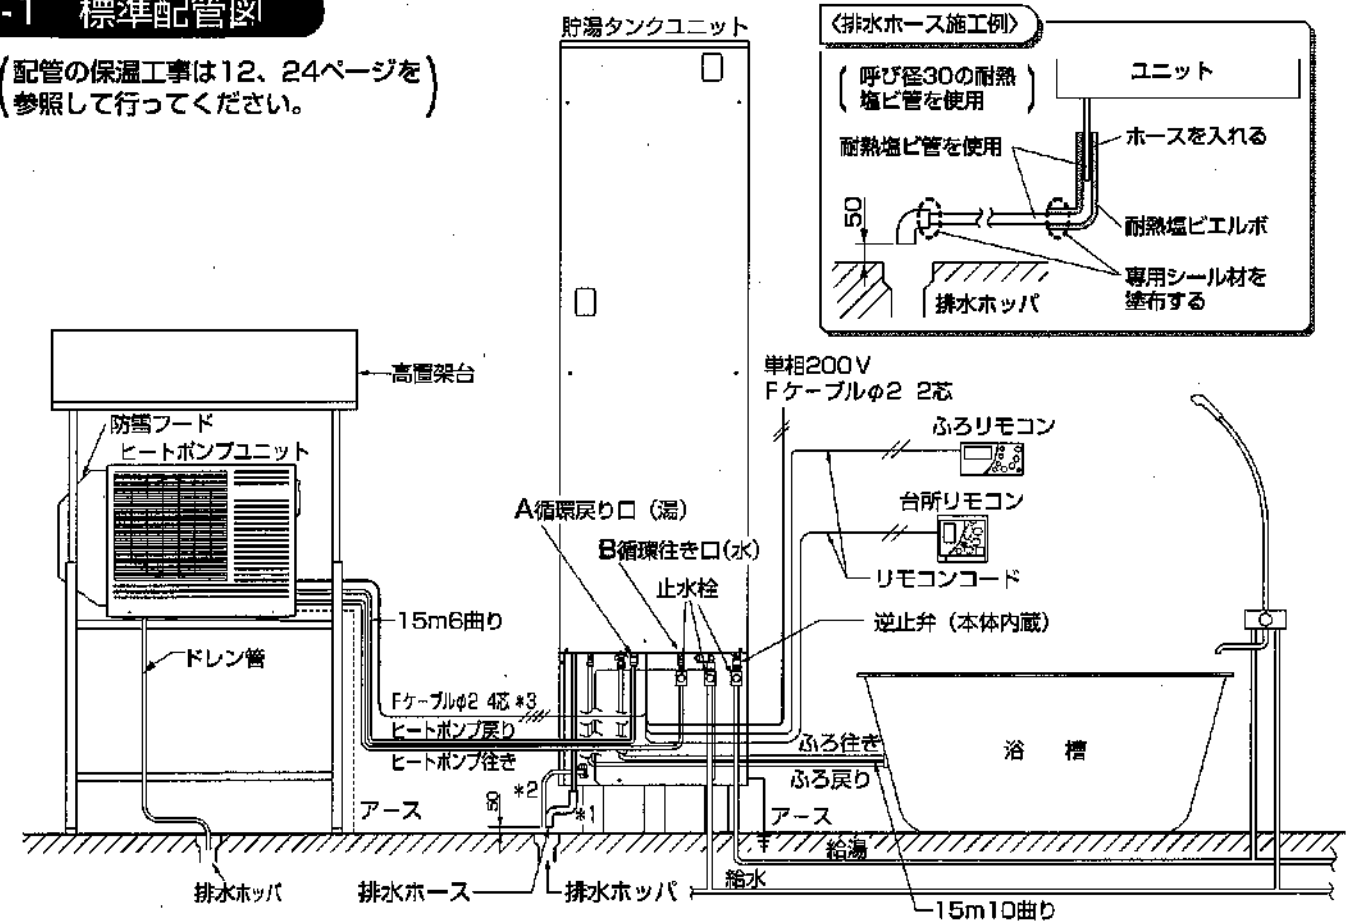 -1 標準配管図
配管の保温工事は12、24ページを
参照して行ってください。
貯湯タンクユニット
〈排水ホース施工例〉
呼び径30の耐熱
塩ビ管を使用
ユニット
耐熱塩ビ管を使用
ホースを入れる
50
耐熱塩ビエルボ
専用シール材を
塗布する
排水ホッパ
高置架台
単相200V
Fケーブルφ2 2芯
防雪フード
ヒートポンプユニット
ふろリモコン
台所リモコン
A循環戻り口(湯)
B循環往き口(水)
止水栓
リモコンコード
逆止弁(本体内蔵)
15m6曲り
ドレン管
Fケーブルφ2 4芯 *3
ヒートポンプ戻り
ヒートポンプ往き
ふろ往き
ふろ戻り
浴槽
*2
50
*1
アース
アース
給湯
給水
排水ホッパ
排水ホース
排水ホッパ
15m10曲り